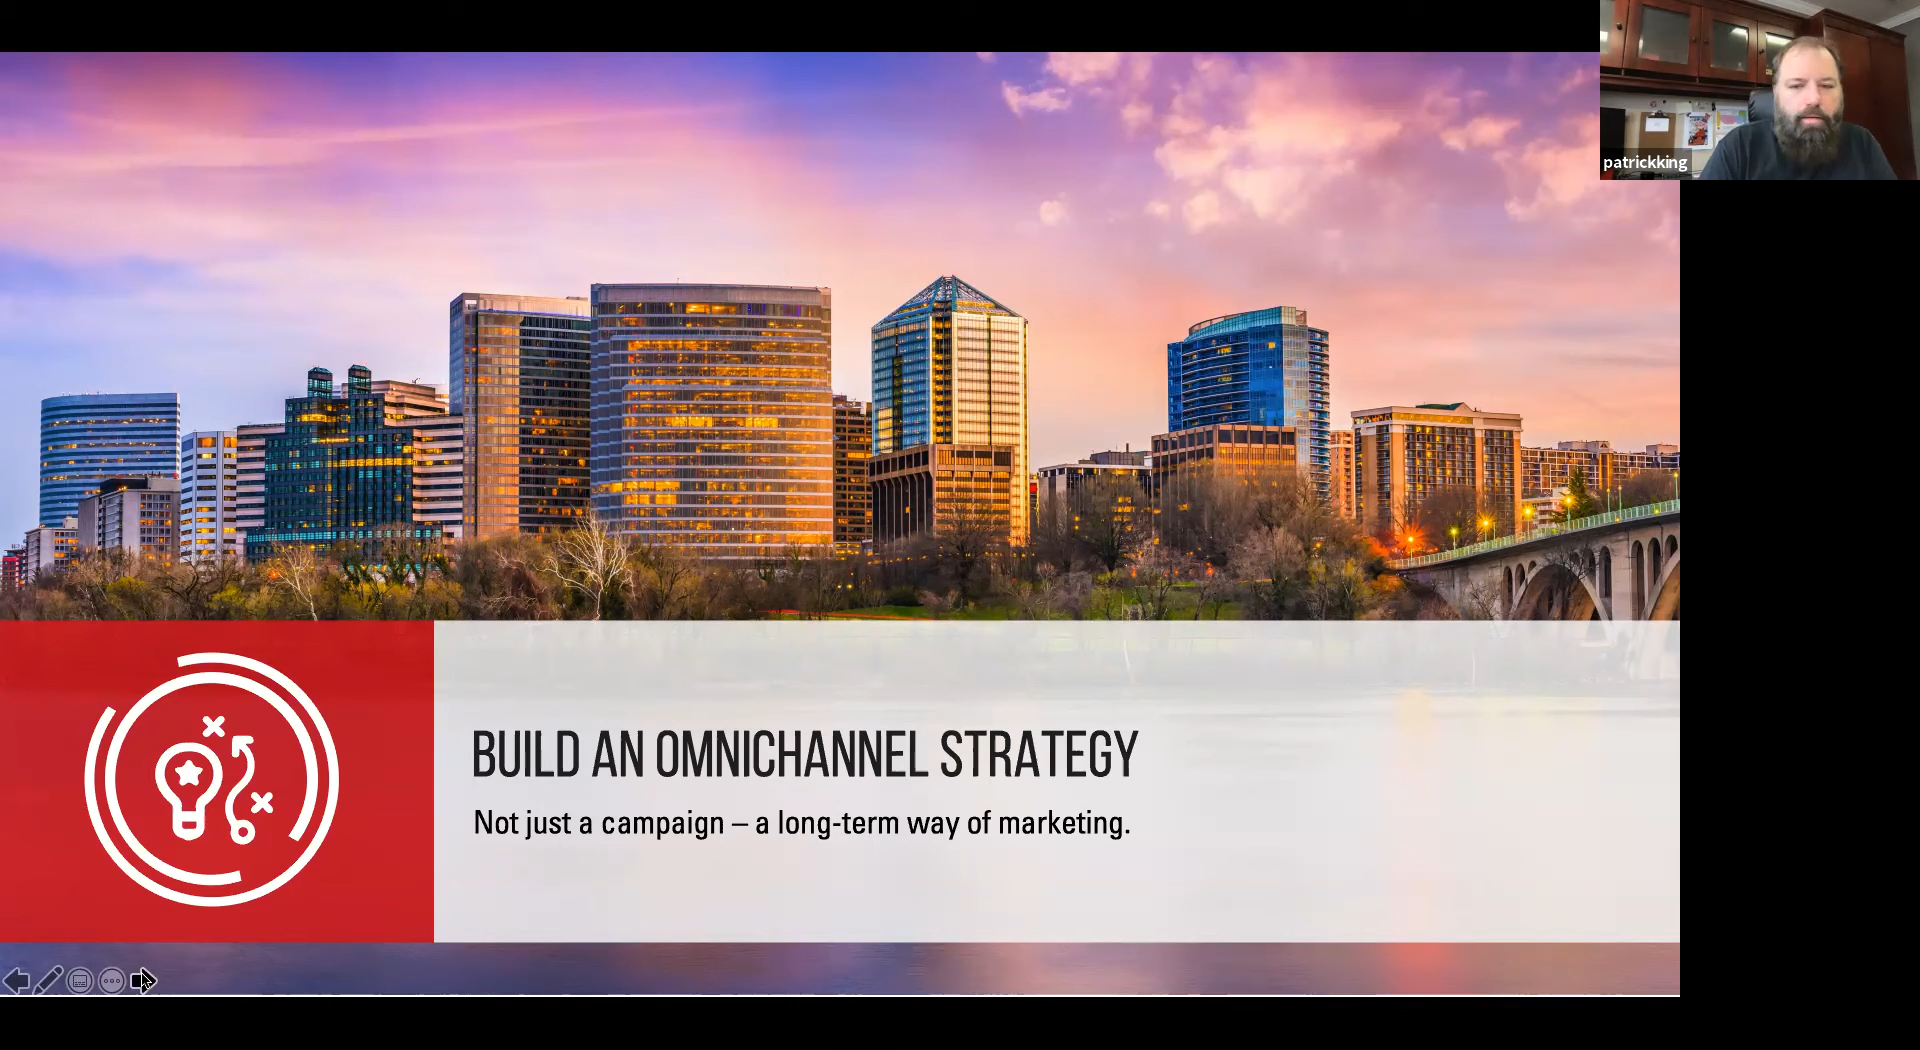 patrickking
BUILD AN OMNICHANNEL STRATEGY
Not just a campaign – a long-term way of marketing.